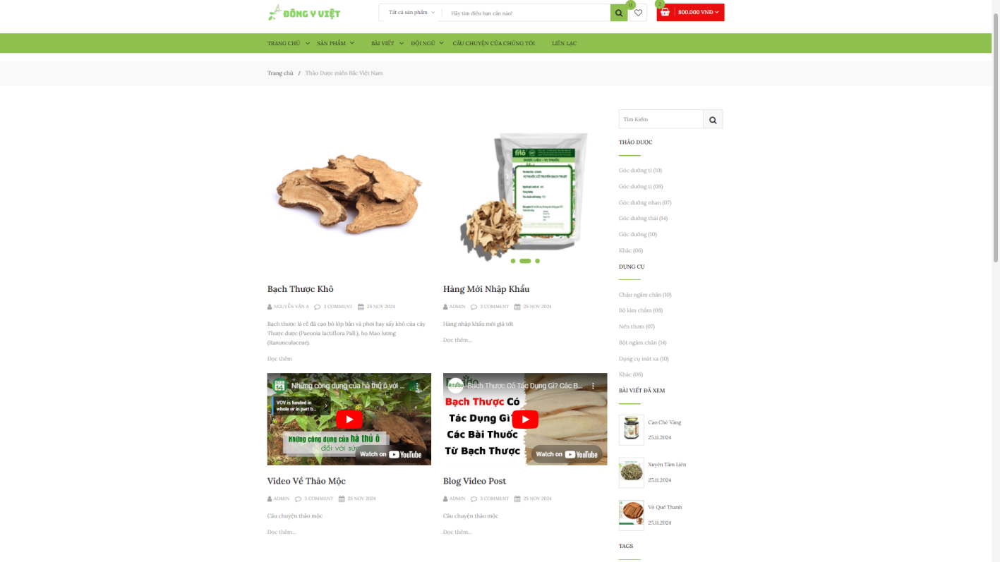 ĐÔNG Y VIỆT
Tất cả sản phẩm
Hãy tìm điều bạn cần nào!
0
2
800.000 VNĐ
TRANG CHỦ
SẢN PHẨM
BÀI VIẾT
ĐỘI NGŨ
CÂU CHUYỆN CỦA CHÚNG TÔI
LIÊN LẠC
Trang chủ / Thảo Dược miền Bắc Việt Nam
fito
DƯỢC LIỆU - VỊ THUỐC
Bạch Thược Khô
NGUYỄN VĂN A 3 COMMENT 25 NOV 2024
Bạch thược là rễ đã cạo bỏ lớp bần và phơi hay sấy khô của cây
Thược dược (Paeonia lactiflora Pall.), họ Mao lương
(Ranunculaceae).
Đọc thêm
Hàng Mới Nhập Khẩu
ADMIN 3 COMMENT 25 NOV 2024
Hàng nhập khẩu mới giá tốt
Đọc thêm...
Những công dụng của hà thủ ô với ...
VOV is funded in
whole or in part b...
Những công dụng của hà thủ ô
đối với sức
Watch on YouTube
Video Về Thảo Mộc
ADMIN 3 COMMENT 25 NOV 2024
Câu chuyện thảo mộc
Đọc thêm...
Ritado
Bạch Thược Có Tác Dụng Gì? Các B...
Bạch Thược Có
Tác Dụng Gì?
Các Bài Thuốc
Từ Bạch Thược
Watch on YouTube
Blog Video Post
ADMIN 3 COMMENT 25 NOV 2024
Câu chuyện thảo mộc
Đọc thêm...
Tìm Kiếm
THẢO DƯỢC
Góc dưỡng tì (10)
Góc dưỡng tị (08)
Góc dưỡng nhan (07)
Góc dưỡng thải (14)
Góc dưỡng (10)
Khác (06)
DỤNG CỤ
Chậu ngâm chân (10)
Bộ kim châm (08)
Nến thơm (07)
Bột ngâm chân (14)
Dụng cụ mát xa (10)
Khác (06)
BÀI VIẾT ĐÃ XEM
Cao Chè Vàng
25.11.2024
Xuyên Tâm Liên
25.11.2024
Vỏ Quế Thanh
25.11.2024
TAGS